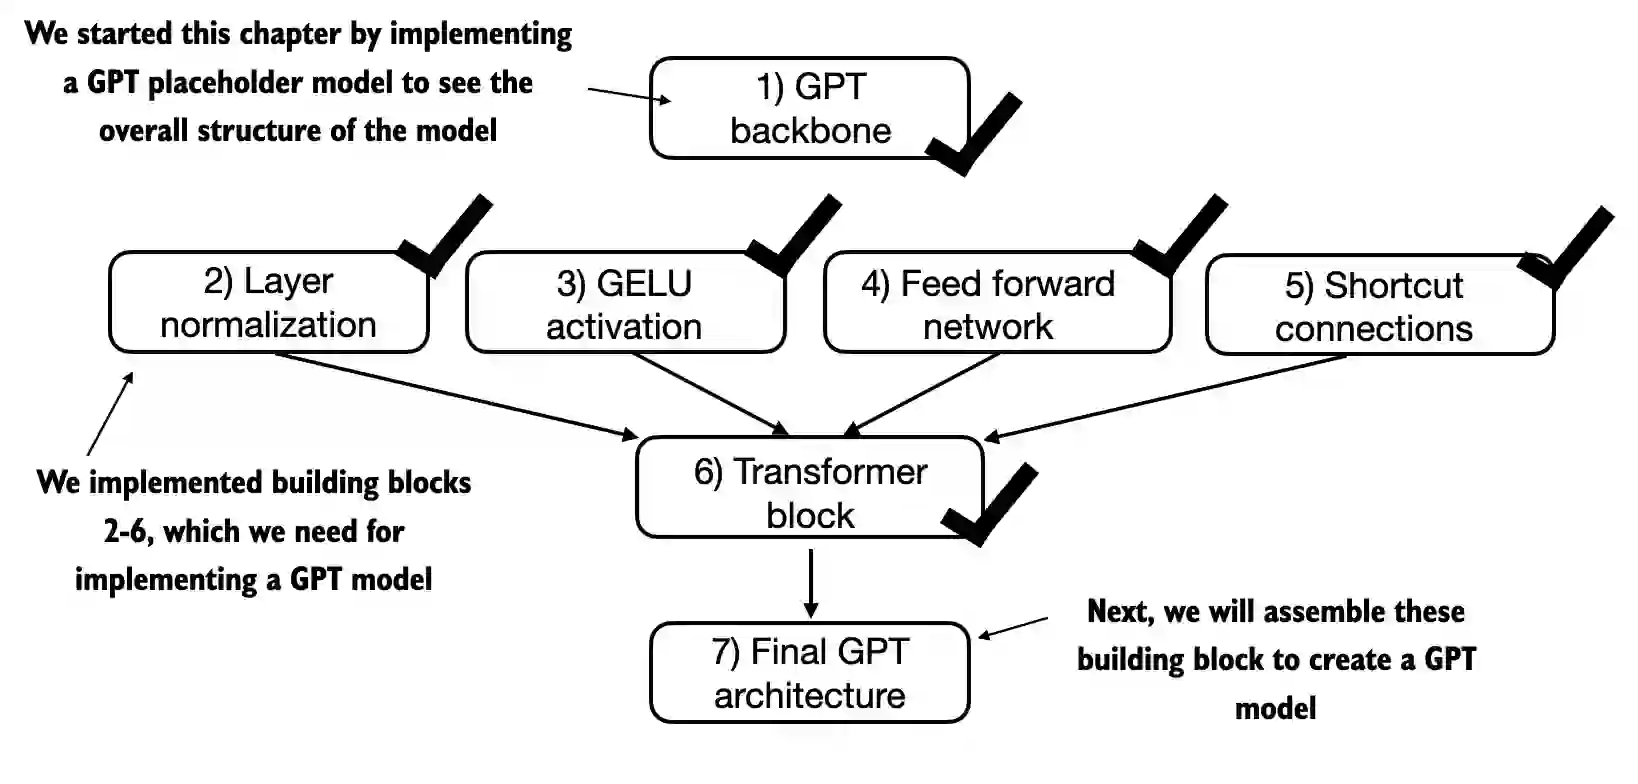 We started this chapter by implementing
a GPT placeholder model to see the
overall structure of the model
1) GPT
backbone
2) Layer
normalization
3) GELU
activation
4) Feed forward
network
5) Shortcut
connections
We implemented building blocks
2-6, which we need for
implementing a GPT model
6) Transformer
block
7) Final GPT
architecture
Next, we will assemble these
building block to create a GPT
model